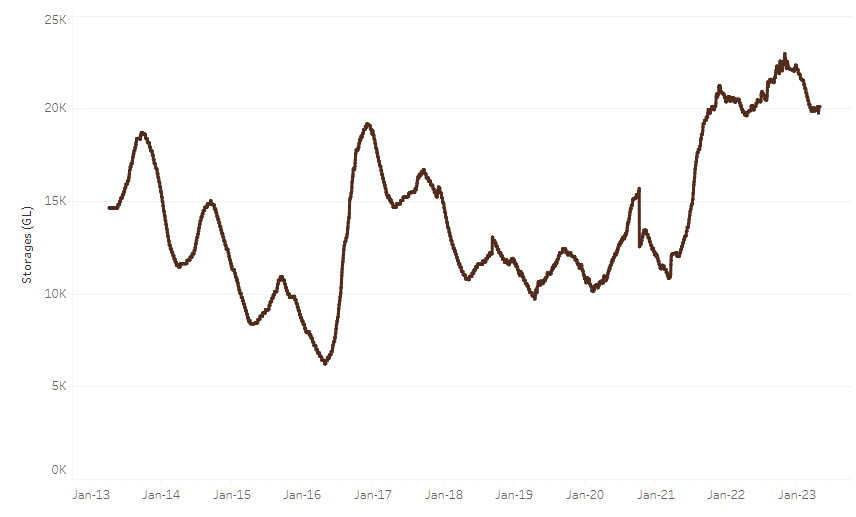 25K
20K
15K
10K
5K
0K
Storages (GL)
Jan-13 Jan-14 Jan-15 Jan-16 Jan-17 Jan-18 Jan-19 Jan-20 Jan-21 Jan-22 Jan-23